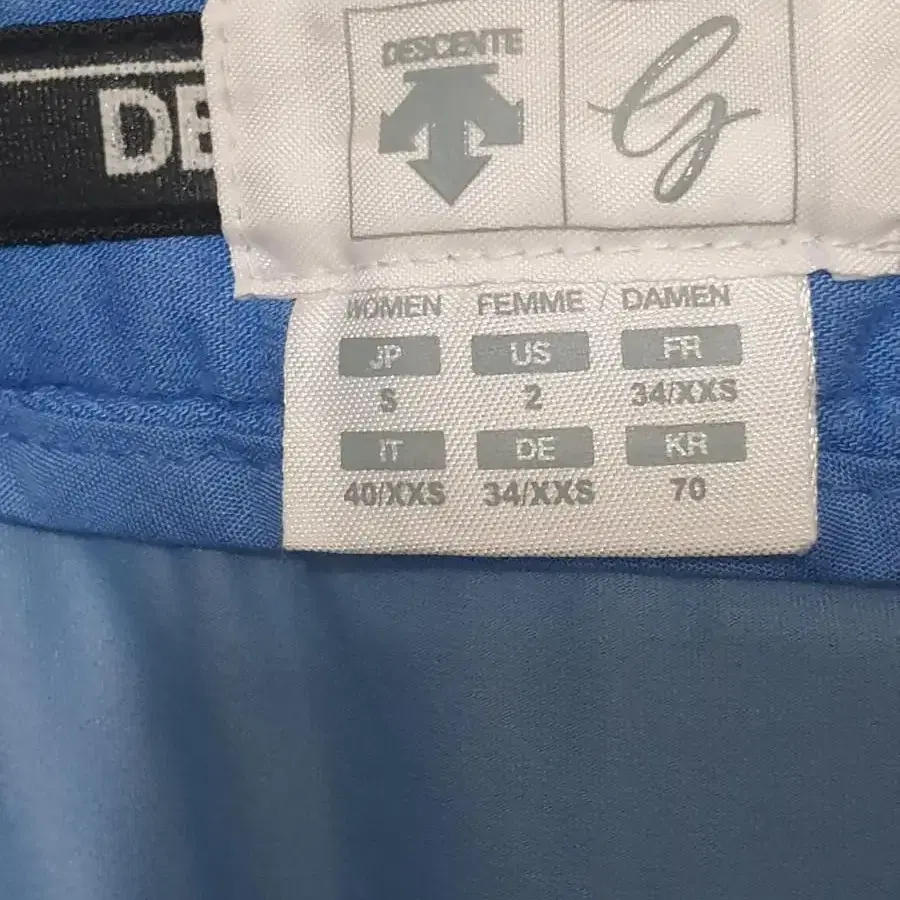 DE
DESCENTE
g
WOMEN / FEMME / DAMEN
JP US FR
S 2 34/XXS
IT DE KR
40/XXS 34/XXS 70